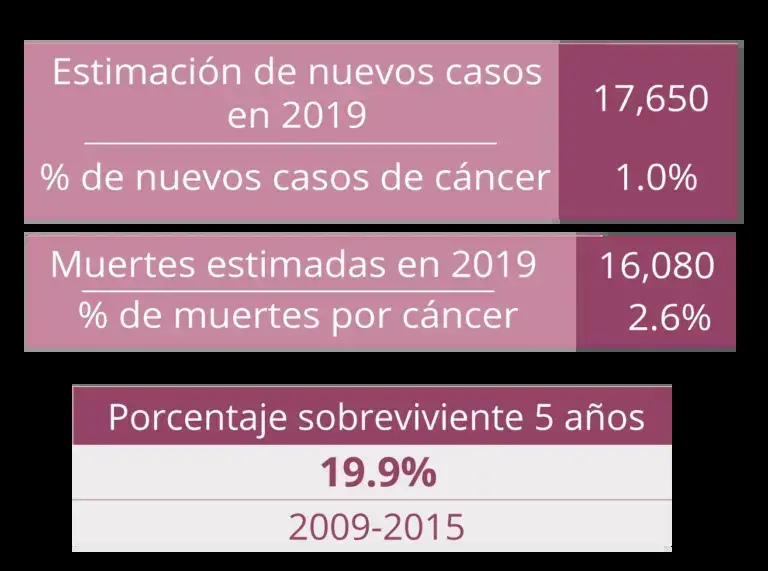 Estimación de nuevos casos
en 2019
17,650
% de nuevos casos de cáncer
1.0%
Muertes estimadas en 2019
16,080
% de muertes por cáncer
2.6%
Porcentaje sobreviviente 5 años
19.9%
2009-2015